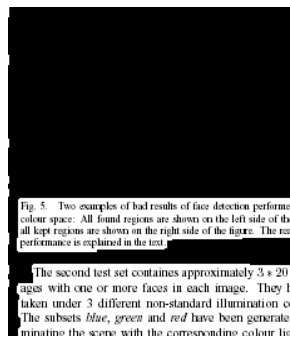 Fig. 5. Two examples of bad results of face detection performe
colour space: All found regions are shown on the left side of the
all kept regions are shown on the right side of the figure. The
performance is explained in the text.
The second test set containes approximately 3 * 20
ages with one or more faces in each image. They
taken under 3 different non-standard illumination
The subsets blue, green and red have been generate
minating the scene with the corresponding colour